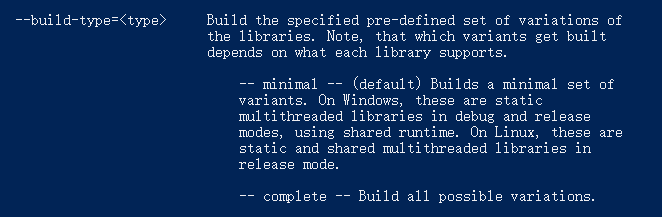 --build-type=<type>     Build the specified pre-defined set of variations of
the libraries. Note, that which variants get built
depends on what each library supports.
-- minimal -- (default) Builds a minimal set of
variants. On Windows, these are static
multithreaded libraries in debug and release
modes, using shared runtime. On Linux, these are
static and shared multithreaded libraries in
release mode.
-- complete -- Build all possible variations.